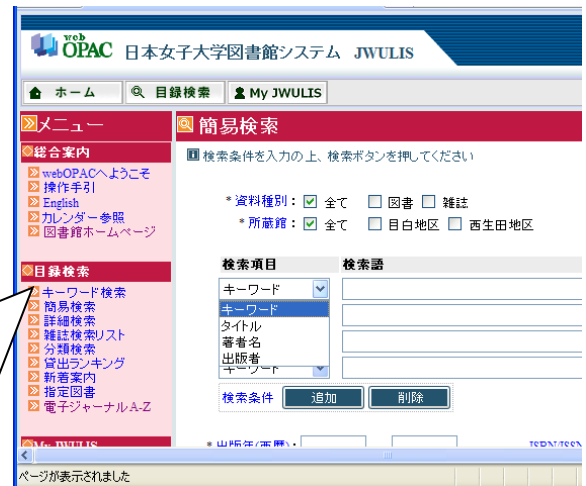 web
OPAC 日本女子大学図書館システム JWULIS
ホーム 目録検索 My JWULIS
メニュー
総合案内
webOPACへようこそ
操作手引
English
カレンダー参照
図書館ホームページ
目録検索
キーワード検索
簡易検索
詳細検索
雑誌検索リスト
分類検索
貸出ランキング
新着案内
指定図書
電子ジャーナルA-Z
My JWULIS
簡易検索
検索条件を入力の上、検索ボタンを押してください
*資料種別: 全て 図書 雑誌
*所蔵館: 全て 目白地区 西生田地区
検索項目 検索語
キーワード
キーワード
タイトル
著者名
出版者
キーワード
検索条件 追加 削除
*出版年(西暦): ISBN/ISSN
ページが表示されました